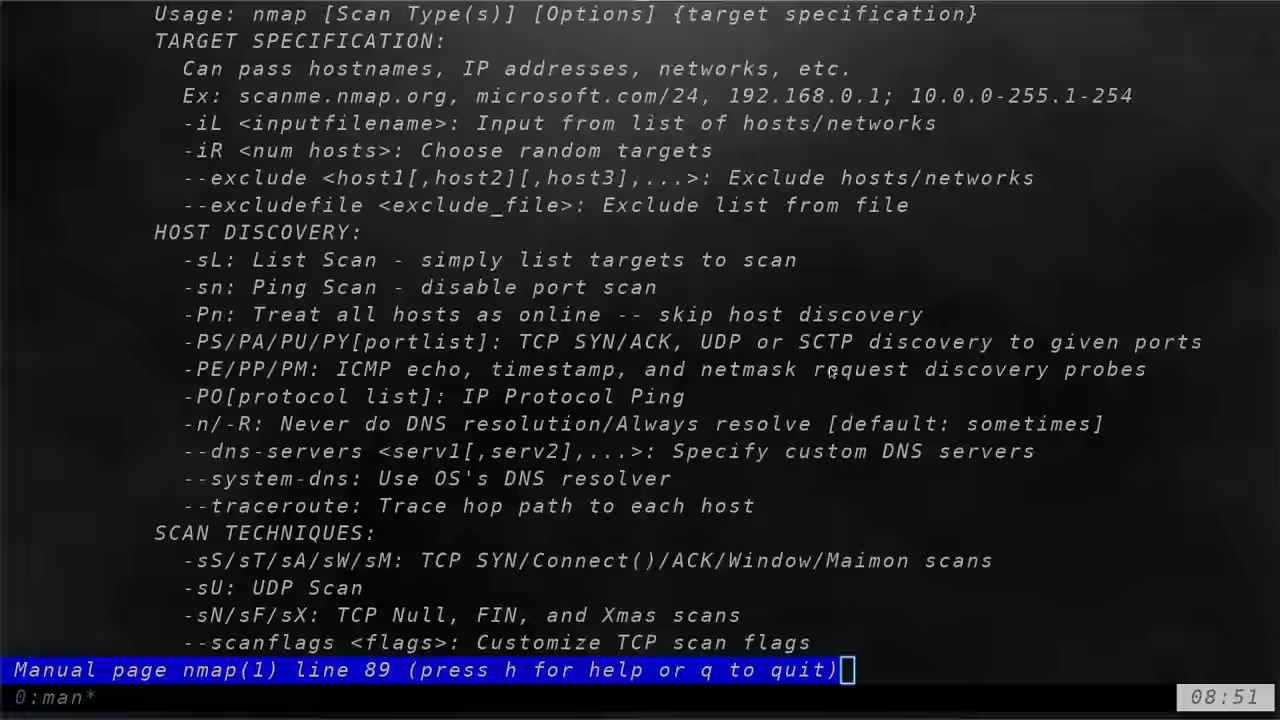 Usage: nmap [Scan Type(s)] [Options] {target specification}
TARGET SPECIFICATION:
Can pass hostnames, IP addresses, networks, etc.
Ex: scanme.nmap.org, microsoft.com/24, 192.168.0.1; 10.0.0-255.1-254
-iL <inputfilename>: Input from list of hosts/networks
-iR <num hosts>: Choose random targets
--exclude <host1[,host2][,host3],...>: Exclude hosts/networks
--excludefile <exclude_file>: Exclude list from file
HOST DISCOVERY:
-sL: List Scan - simply list targets to scan
-sn: Ping Scan - disable port scan
-Pn: Treat all hosts as online -- skip host discovery
-PS/PA/PU/PY[portlist]: TCP SYN/ACK, UDP or SCTP discovery to given ports
-PE/PP/PM: ICMP echo, timestamp, and netmask request discovery probes
-PO[protocol list]: IP Protocol Ping
-n/-R: Never do DNS resolution/Always resolve [default: sometimes]
--dns-servers <serv1[,serv2],...>: Specify custom DNS servers
--system-dns: Use OS's DNS resolver
--traceroute: Trace hop path to each host
SCAN TECHNIQUES:
-sS/sT/sA/sW/sM: TCP SYN/Connect()/ACK/Window/Maimon scans
-sU: UDP Scan
-sN/sF/sX: TCP Null, FIN, and Xmas scans
--scanflags <flags>: Customize TCP scan flags
Manual page nmap(1) line 89 (press h for help or q to quit)
0:man* 08:51